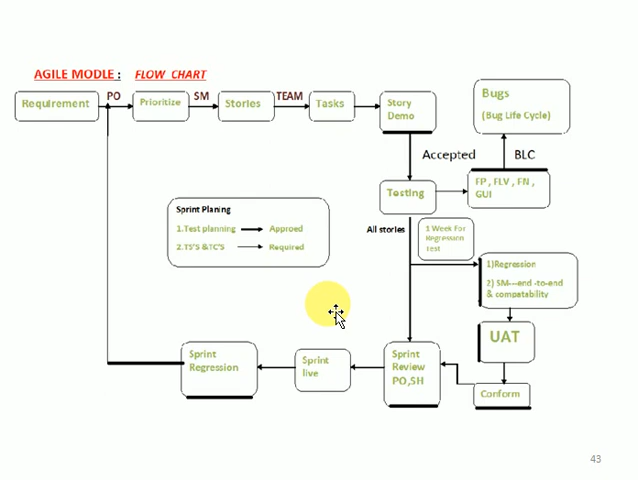 AGILE MODLE : FLOW CHART
Requirement
PO
Prioritize
SM
Stories
TEAM
Tasks
Story
Demo
Bugs
(Bug Life Cycle)
Accepted
BLC
Testing
FP , FLV , FN ,
GUI
Sprint Planing
1.Test planning
Approed
2.TS'S &TC'S
Required
All stories
1 Week For
Regression
Test
1)Regression
2) SM---end -to-end
& compatability
UAT
Conform
Sprint
Review
PO,SH
Sprint
live
Sprint
Regression
43